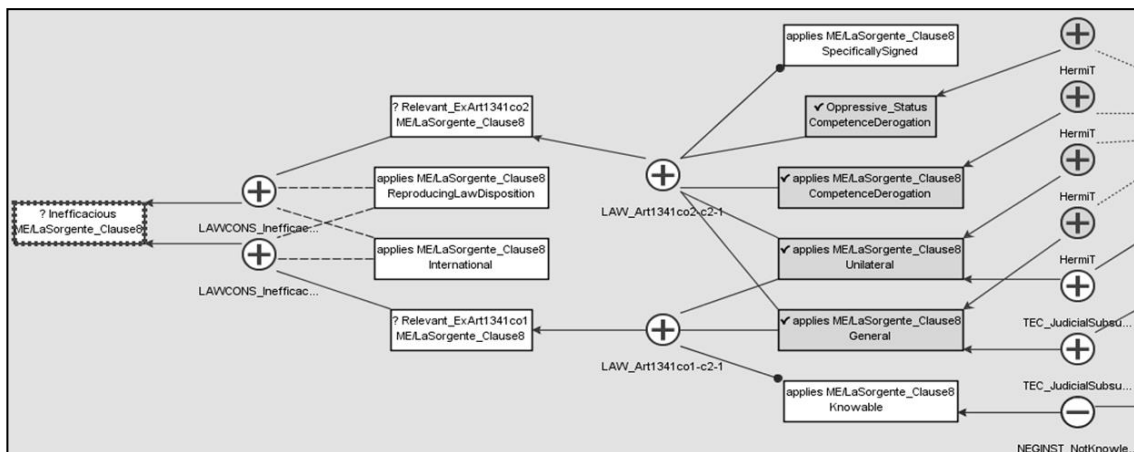 applies ME/LaSorgente_Clause8
SpecificallySigned
HermiT
? Relevant_ExArt1341co2
ME/LaSorgente_Clause8
✔ Oppressive_Status
CompetenceDerogation
HermiT
applies ME/LaSorgente_Clause8
ReproducingLawDisposition
✔ applies ME/LaSorgente_Clause8
CompetenceDerogation
LAW_Art1341co2-c2-1
HermiT
? Inefficacious
ME/LaSorgente_Clause8
LAWCONS_Inefficac...
applies ME/LaSorgente_Clause8
International
✔ applies ME/LaSorgente_Clause8
Unilateral
HermiT
LAWCONS_Inefficac...
? Relevant_ExArt1341co1
ME/LaSorgente_Clause8
✔ applies ME/LaSorgente_Clause8
General
TEC_JudicialSubsu...
LAW_Art1341co1-c2-1
applies ME/LaSorgente_Clause8
Knowable
TEC_JudicialSubsu...
NEGINST_NotKnowle...